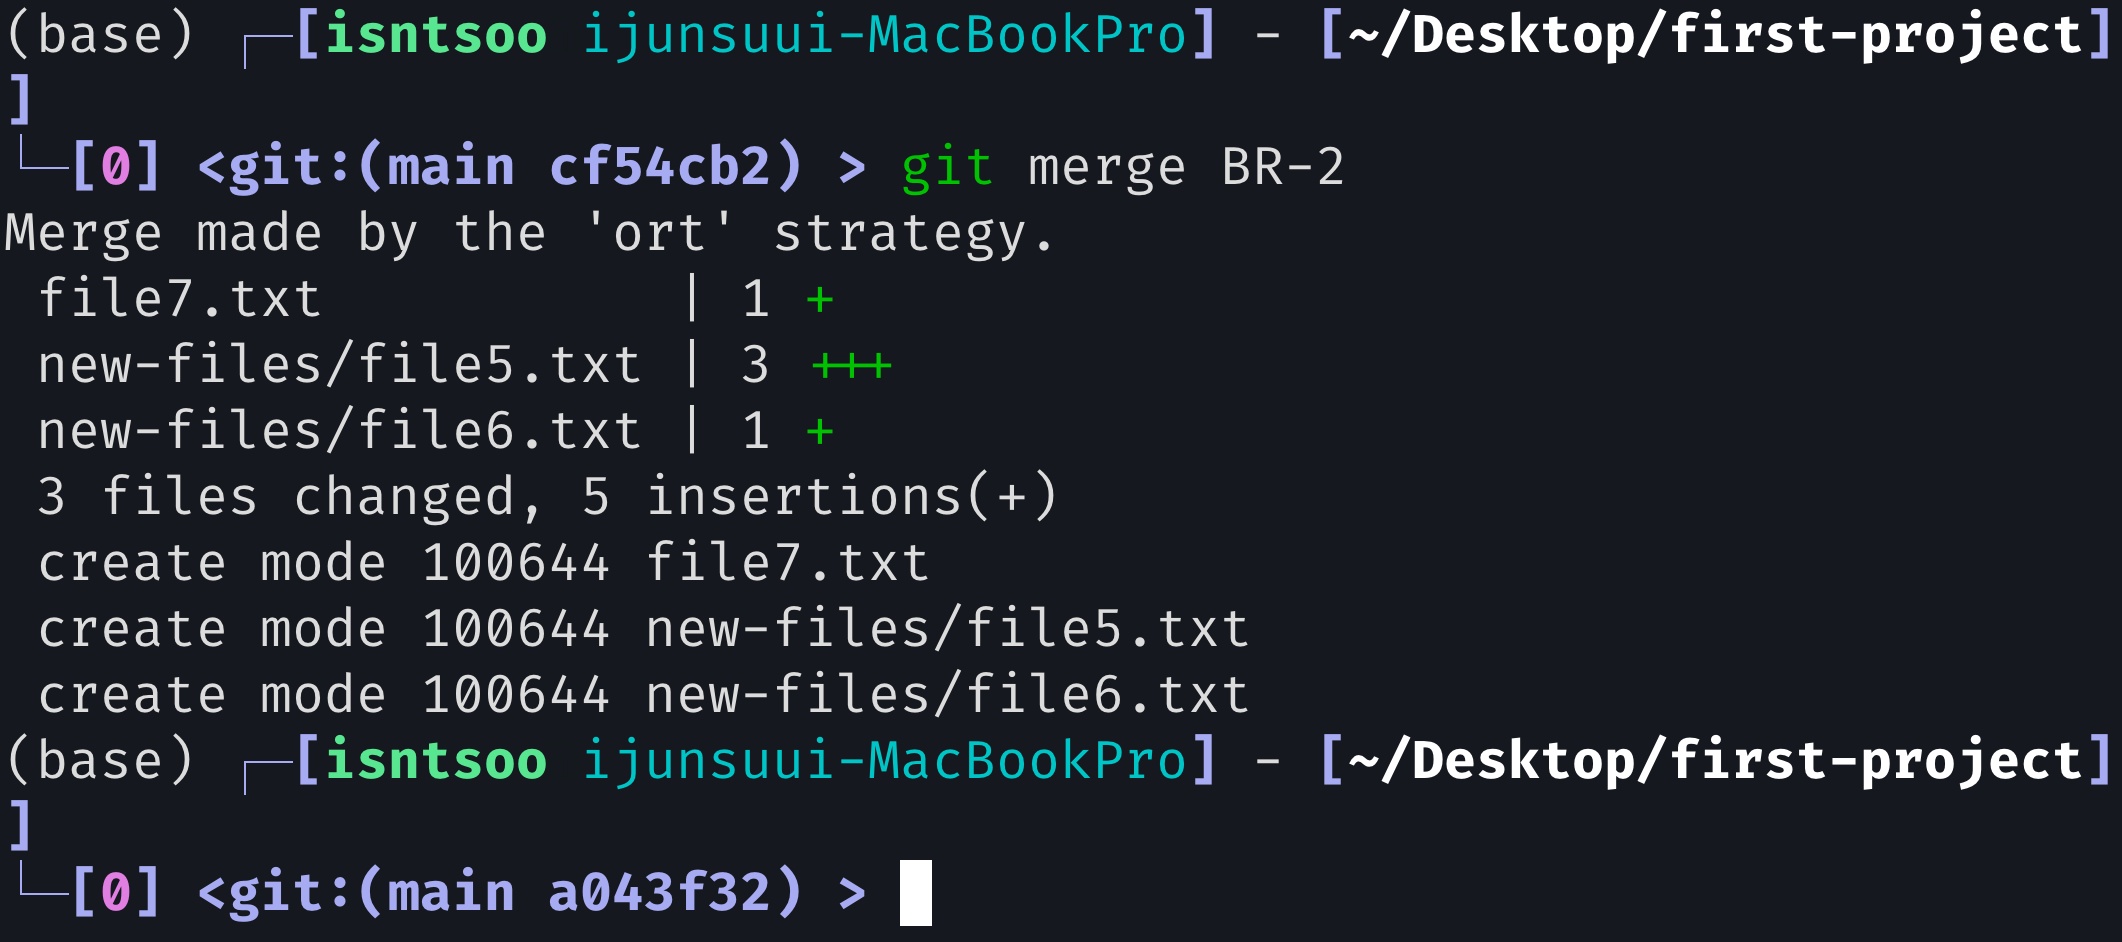 (base) ┌─[isntsoo ijunsuui-MacBookPro] - [~/Desktop/first-project]
]
└─[0] <git:(main cf54cb2) > git merge BR-2
Merge made by the 'ort' strategy.
 file7.txt           | 1 +
 new-files/file5.txt | 3 +++
 new-files/file6.txt | 1 +
 3 files changed, 5 insertions(+)
 create mode 100644 file7.txt
 create mode 100644 new-files/file5.txt
 create mode 100644 new-files/file6.txt
(base) ┌─[isntsoo ijunsuui-MacBookPro] - [~/Desktop/first-project]
]
└─[0] <git:(main a043f32) >